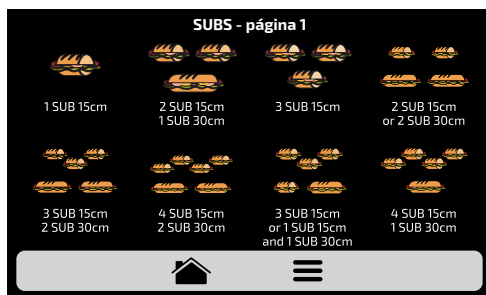 SUBS - página 1
1 SUB 15cm
2 SUB 15cm
1 SUB 30cm
3 SUB 15cm
2 SUB 15cm
or 2 SUB 30cm
3 SUB 15cm
2 SUB 30cm
4 SUB 15cm
2 SUB 30cm
3 SUB 15cm
or 1 SUB 15cm
and 1 SUB 30cm
4 SUB 15cm
1 SUB 30cm